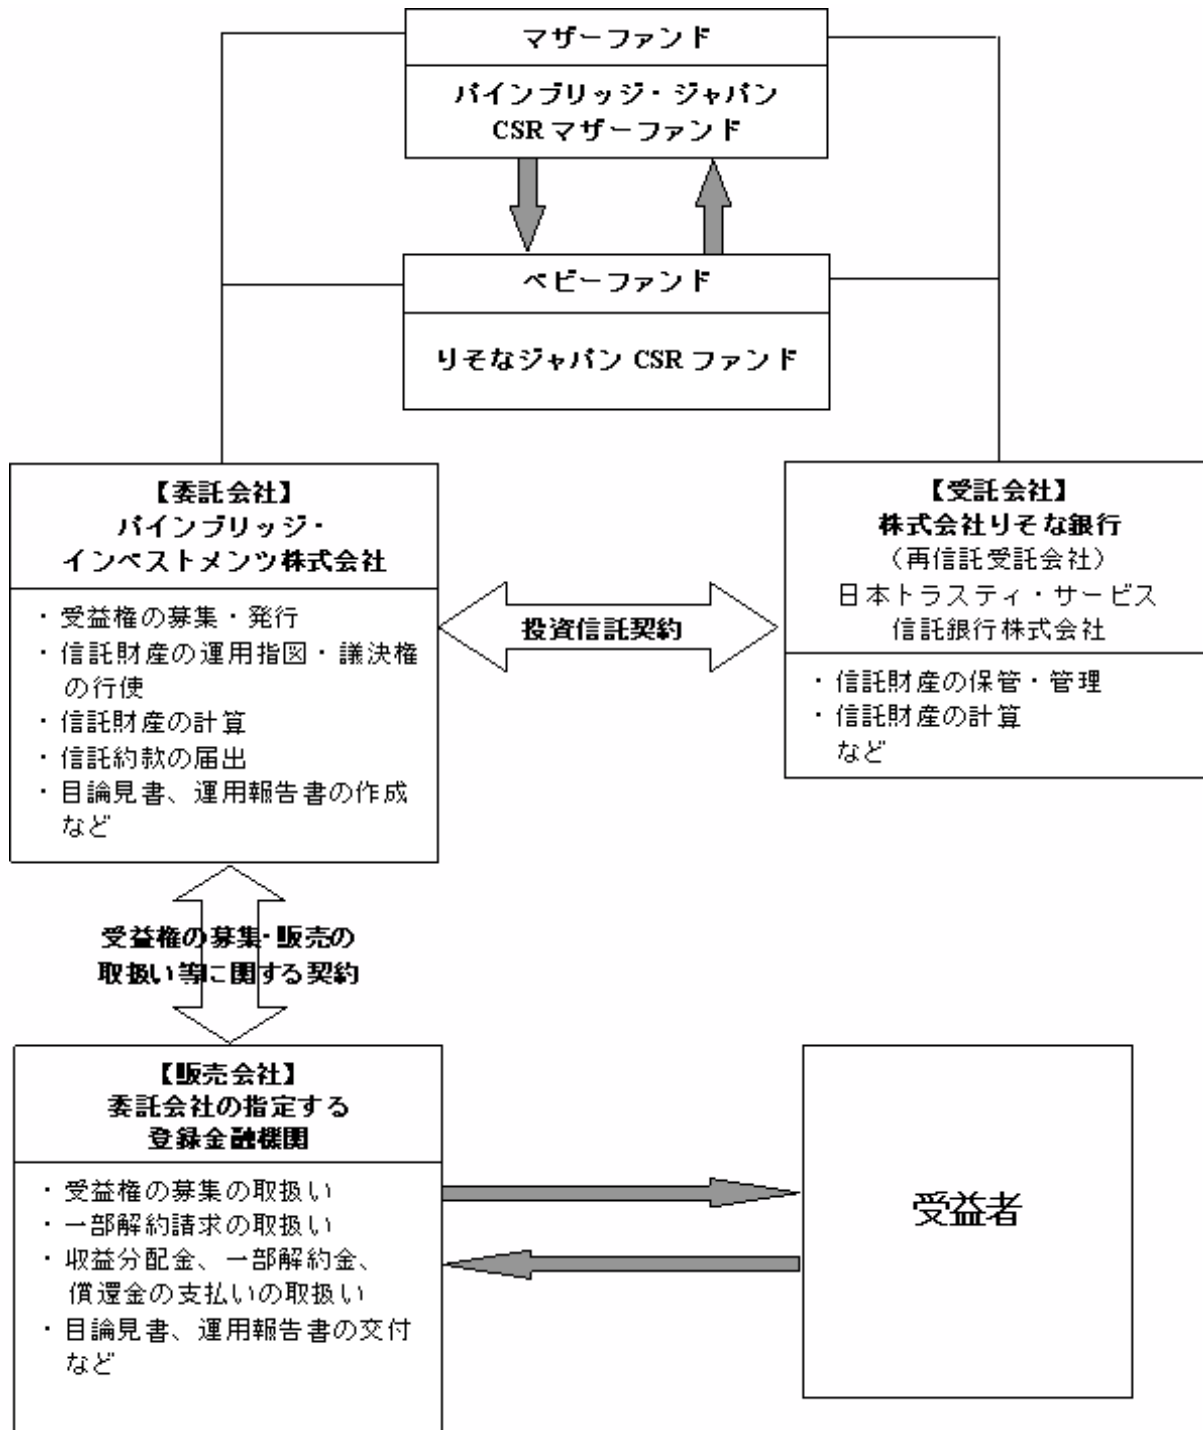 マザーファンド
パインブリッジ・ジャパン
CSRマザーファンド
ベビーファンド
りそなジャパン CSR ファンド
【委託会社】
パインブリッジ・
インベストメンツ株式会社
・受益権の募集・発行
・信託財産の運用指図・議決権
の行使
・信託財産の計算
・信託約款の届出
・目論見書、運用報告書の作成
など
投資信託契約
【受託会社】
株式会社りそな銀行
（再信託受託会社）
日本トラスティ・サービス
信託銀行株式会社
・信託財産の保管・管理
・信託財産の計算
など
受益権の募集・販売の
取扱い等に関する契約
【販売会社】
委託会社の指定する
登録金融機関
・受益権の募集の取扱い
・一部解約請求の取扱い
・収益分配金、一部解約金、
償還金の支払いの取扱い
・目論見書、運用報告書の交付
など
受益者